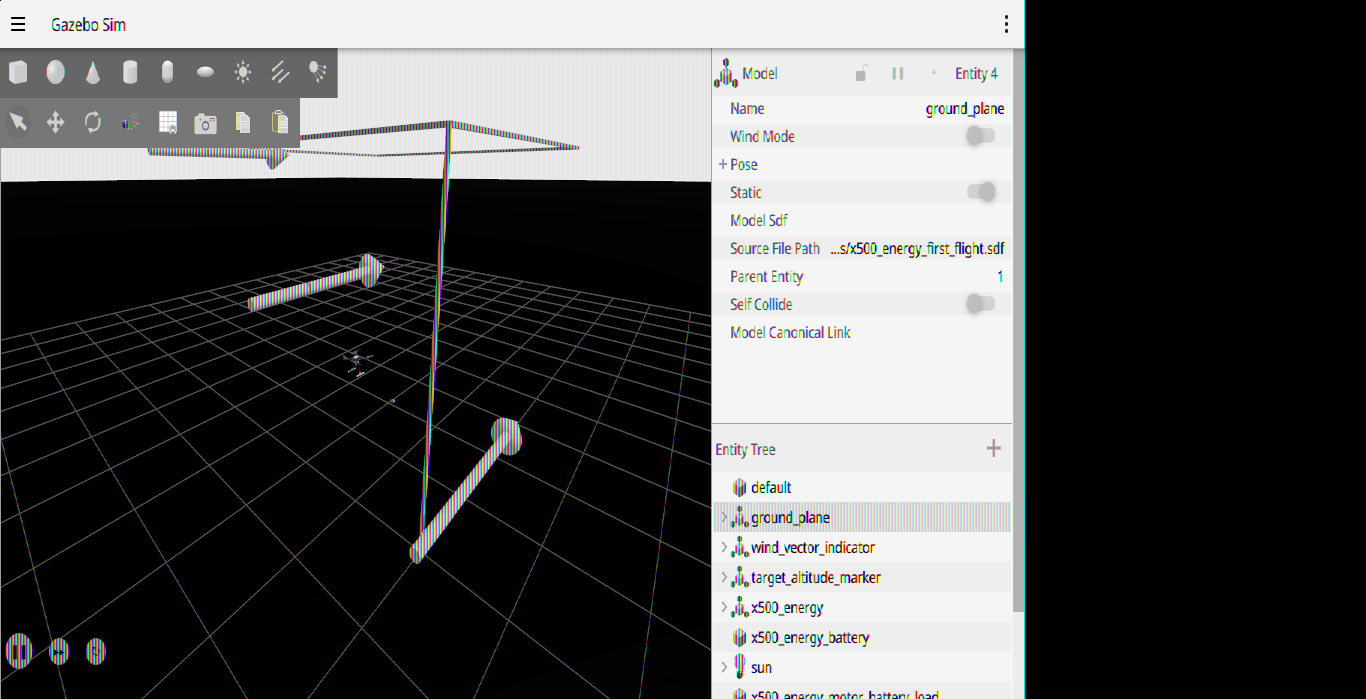 Gazebo Sim
Model
Entity 4
Name ground_plane
Wind Mode
Pose
Static
Model Sdf
Source File Path ...s/x500_energy_first_flight.sdf
Parent Entity 1
Self Collide
Model Canonical Link
Entity Tree
default
ground_plane
wind_vector_indicator
target_altitude_marker
x500_energy
x500_energy_battery
sun
x500_energy_motor_battery_load